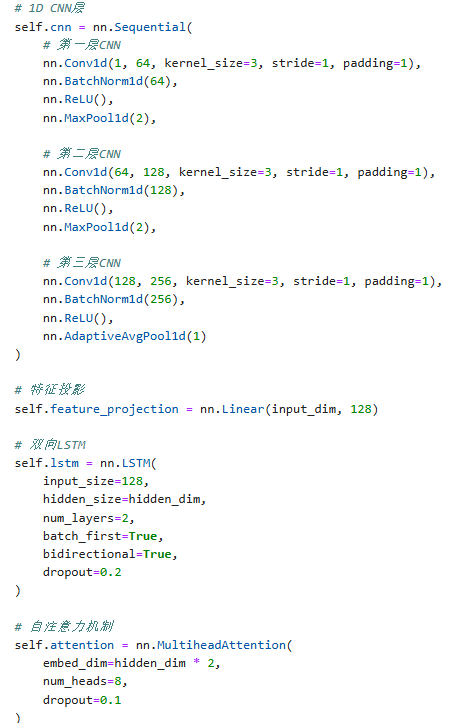 # 1D CNN层
self.cnn = nn.Sequential(
# 第一层CNN
nn.Conv1d(1, 64, kernel_size=3, stride=1, padding=1),
nn.BatchNorm1d(64),
nn.ReLU(),
nn.MaxPool1d(2),
# 第二层CNN
nn.Conv1d(64, 128, kernel_size=3, stride=1, padding=1),
nn.BatchNorm1d(128),
nn.ReLU(),
nn.MaxPool1d(2),
# 第三层CNN
nn.Conv1d(128, 256, kernel_size=3, stride=1, padding=1),
nn.BatchNorm1d(256),
nn.ReLU(),
nn.AdaptiveAvgPool1d(1)
)
# 特征投影
self.feature_projection = nn.Linear(input_dim, 128)
# 双向LSTM
self.lstm = nn.LSTM(
input_size=128,
hidden_size=hidden_dim,
num_layers=2,
batch_first=True,
bidirectional=True,
dropout=0.2
)
# 自注意力机制
self.attention = nn.MultiheadAttention(
embed_dim=hidden_dim * 2,
num_heads=8,
dropout=0.1
)